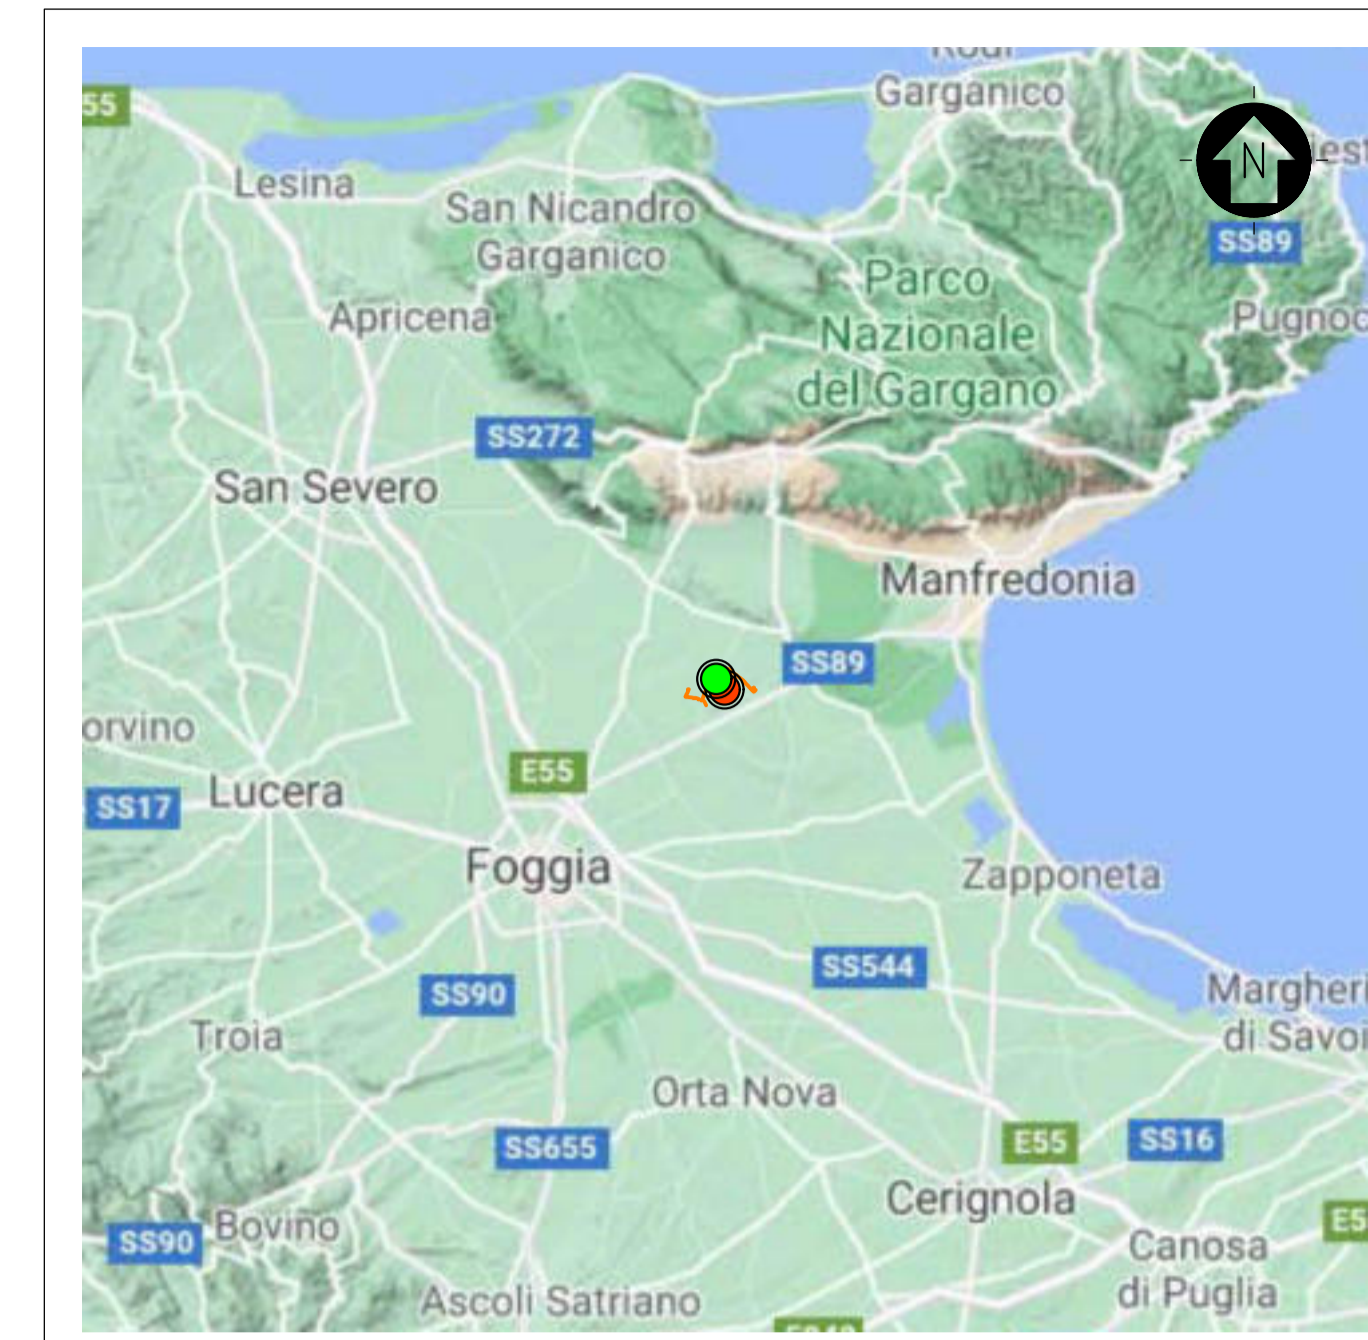 Rodi
Garganico
55
Lesina
N
San Nicandro
Garganico
SS89
Parco
Nazionale
del Gargano
Apricena
SS272
San Severo
Manfredonia
SS89
E55
Lucera
SS17
Foggia
Zapponeta
SS544
SS90
Troia
Orta Nova
SS655
E55
SS16
Cerignola
Bovino
SS90
Canosa
di Puglia
Ascoli Satriano